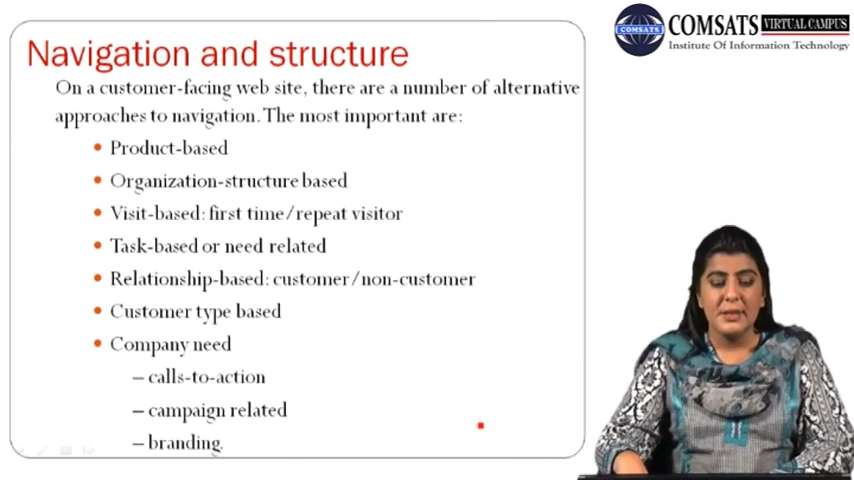 COMSATS VIRTUAL CAMPUS
Institute Of Information Technology
COMSATS
Navigation and structure
On a customer-facing web site, there are a number of alternative
approaches to navigation. The most important are:
• Product-based
• Organization-structure based
• Visit-based: first time/repeat visitor
• Task-based or need related
• Relationship-based: customer/non-customer
• Customer type based
• Company need
– calls-to-action
– campaign related
– branding.